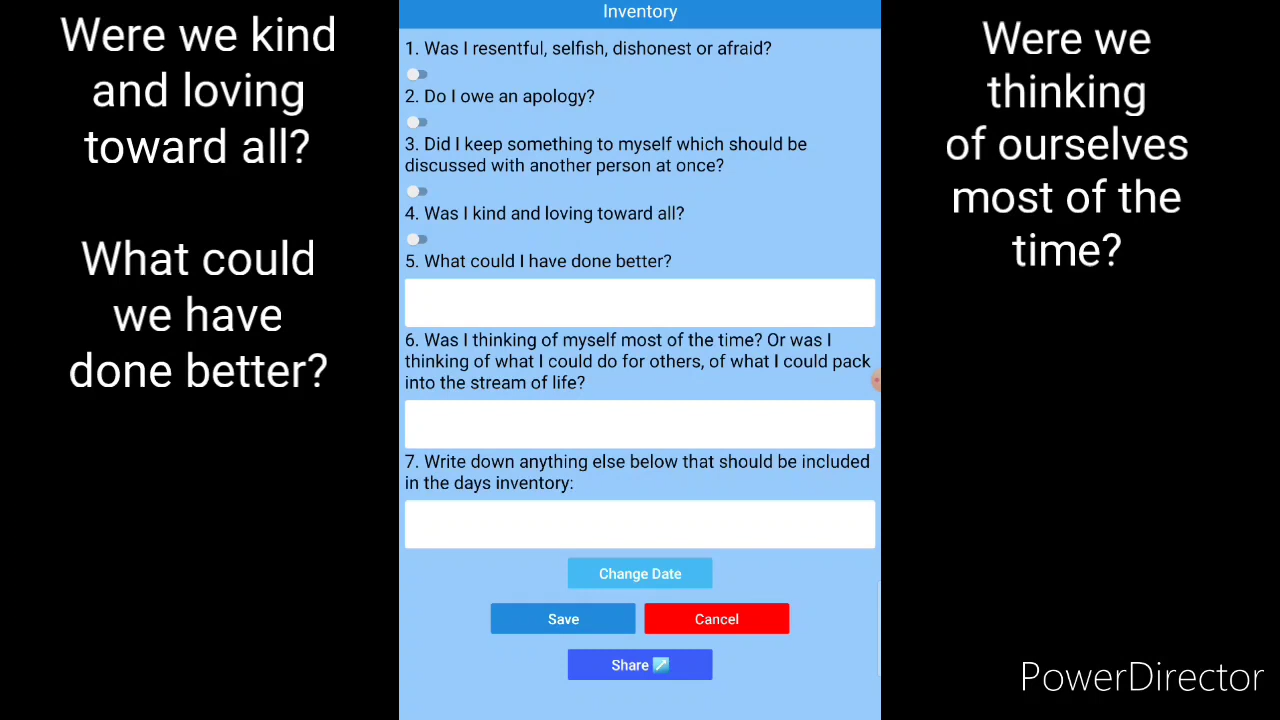 Were we kind
and loving
toward all?
What could
we have
done better?
Inventory
1. Was I resentful, selfish, dishonest or afraid?
2. Do I owe an apology?
3. Did I keep something to myself which should be
discussed with another person at once?
4. Was I kind and loving toward all?
5. What could I have done better?
6. Was I thinking of myself most of the time? Or was I
thinking of what I could do for others, of what I could pack
into the stream of life?
7. Write down anything else below that should be included
in the days inventory:
Change Date
Save Cancel
Share
Were we
thinking
of ourselves
most of the
time?
PowerDirector